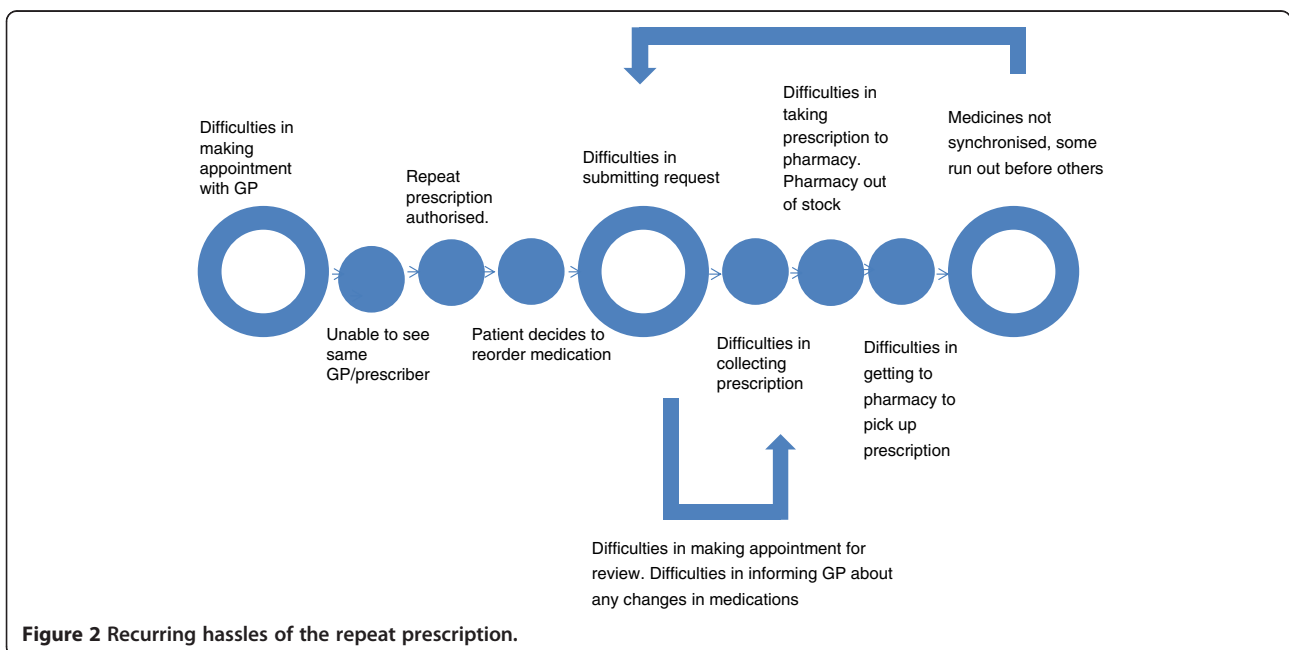 Difficulties in
making
appointment
with GP
Unable to see
same
GP/prescriber
Repeat
prescription
authorised.
Patient decides to
reorder medication
Difficulties in
submitting request
Difficulties in
collecting
prescription
Difficulties in
taking
prescription to
pharmacy.
Pharmacy out
of stock
Difficulties in
getting to
pharmacy to
pick up
prescription
Medicines not
synchronised, some
run out before others
Difficulties in making appointment for
review. Difficulties in informing GP about
any changes in medications
Figure 2 Recurring hassles of the repeat prescription.